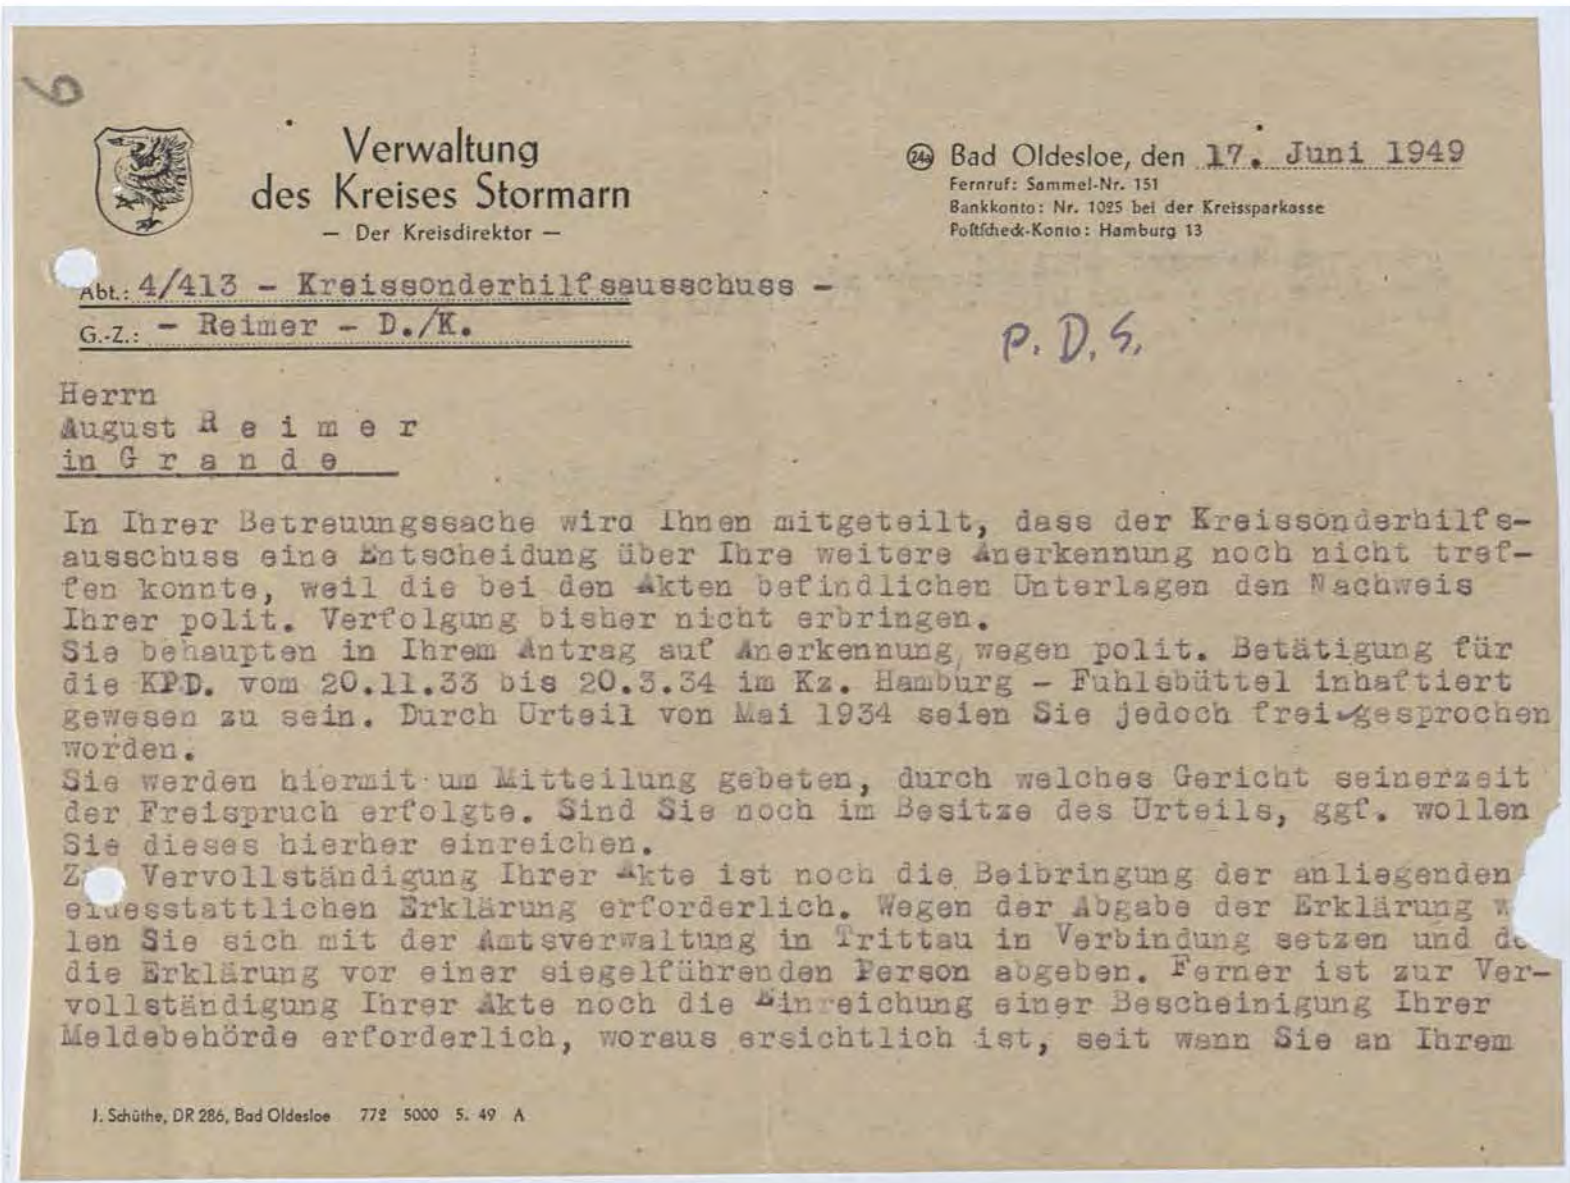 6
Verwaltung
des Kreises Stormarn
— Der Kreisdirektor —
24a Bad Oldesloe, den 17. Juni 1949
Fernruf: Sammel-Nr. 151
Bankkonto: Nr. 1025 bei der Kreissparkasse
Postscheck-Konto: Hamburg 13
Abt.: 4/413 - Kreissonderhilfsausschuss -
G.-Z.: - Reimer - D./K.
P. D. S.
Herrn
August R e i m e r
in G r a n d e
In Ihrer Betreuungssache wird Ihnen mitgeteilt, dass der Kreissonderhilfs-
ausschuss eine Entscheidung über Ihre weitere Anerkennung noch nicht tref-
fen konnte, weil die bei den Akten befindlichen Unterlagen den Nachweis
Ihrer polit. Verfolgung bisher nicht erbringen.
Sie behaupten in Ihrem Antrag auf Anerkennung, wegen polit. Betätigung für
die KPD. vom 20.11.33 bis 20.3.34 im Kz. Hamburg - Fuhlsbüttel inhaftiert
gewesen zu sein. Durch Urteil von Mai 1934 seien Sie jedoch freigesprochen
worden.
Sie werden hiermit um Mitteilung gebeten, durch welches Gericht seinerzeit
der Freispruch erfolgte. Sind Sie noch im Besitze des Urteils, ggf. wollen
Sie dieses hierher einreichen.
Vervollständigung Ihrer Akte ist noch die Beibringung der anliegenden
eidesstattlichen Erklärung erforderlich. Wegen der Abgabe der Erklärung w
len Sie sich mit der Amtsverwaltung in Trittau in Verbindung setzen und
die Erklärung vor einer siegelführenden Person abgeben. Ferner ist zur Ver-
vollständigung Ihrer Akte noch die Einreichung einer Bescheinigung Ihrer
Meldebehörde erforderlich, woraus ersichtlich ist, seit wann Sie an Ihrem
J. Schüthe, DR 286, Bad Oldesloe 772 5000 5. 49 A